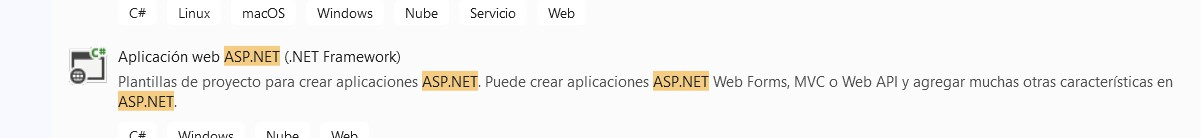 C# Linux macOS Windows Nube Servicio Web
C#
Aplicación web ASP.NET (.NET Framework)
Plantillas de proyecto para crear aplicaciones ASP.NET. Puede crear aplicaciones ASP.NET Web Forms, MVC o Web API y agregar muchas otras características en
ASP.NET.
C# Windows Nube Web